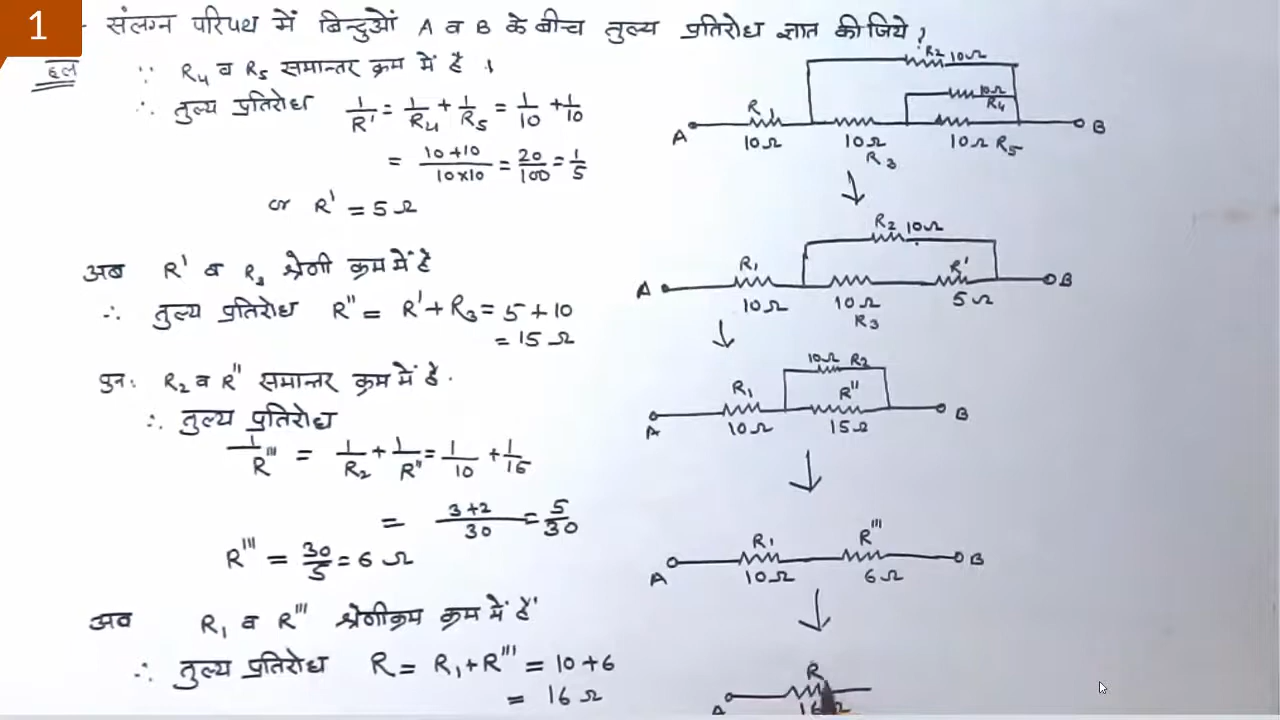 1
संलग्न परिपथ में बिन्दुओं A व B के बीच तुल्य प्रतिरोध ज्ञात कीजिये ?
हल
∵ R4 व R5 समान्तर क्रम में है ।
∴ तुल्य प्रतिरोध 1/R' = 1/R4 + 1/R5 = 1/10 + 1/10
= 10+10/10×10 = 20/100 = 1/5
or R' = 5 Ω
अब R' व R3 श्रेणी क्रम में है
∴ तुल्य प्रतिरोध R'' = R' + R3 = 5 + 10
= 15 Ω
पुनः R2 व R'' समान्तर क्रम में है.
∴ तुल्य प्रतिरोध
1/R''' = 1/R2 + 1/R'' = 1/10 + 1/15
= 3+2/30 = 5/30
R''' = 30/5 = 6 Ω
अब R1 व R''' श्रेणीक्रम क्रम में है
∴ तुल्य प्रतिरोध R = R1 + R''' = 10 + 6
= 16 Ω
R2 10Ω
10Ω
R4
A R1 B
10Ω 10Ω 10Ω R5
R3
R2 10Ω
A R1 R' B
10Ω 10Ω 5Ω
R3
10Ω R2
R1 R''
A 10Ω 15Ω B
R1 R'''
A 10Ω 6Ω B
R
A 16Ω